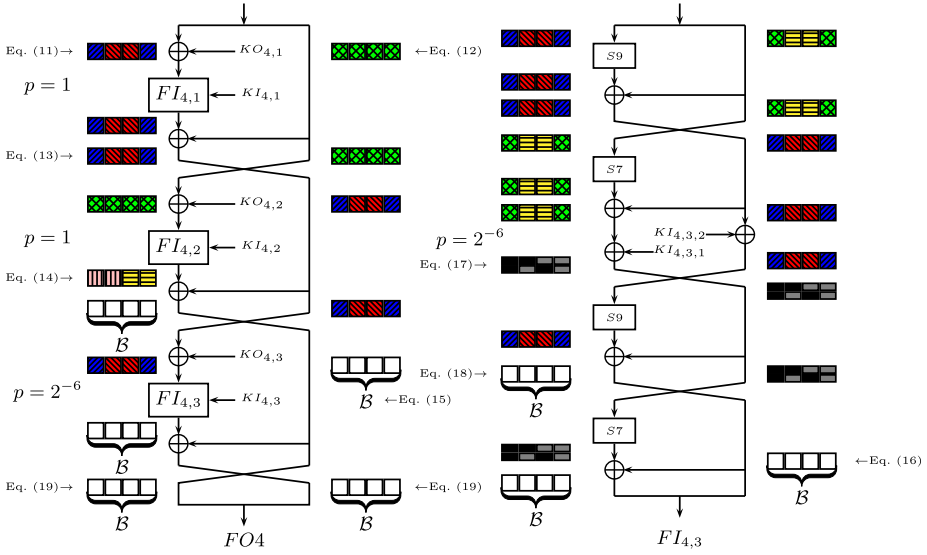 Eq. (11)→
KO4,1
←Eq. (12)
p = 1
FI4,1
KI4,1
Eq. (13)→
KO4,2
p = 1
FI4,2
KI4,2
Eq. (14)→
B
KO4,3
p = 2^-6
FI4,3
KI4,3
B ←Eq. (15)
B
Eq. (19)→
←Eq. (19)
B
B
FO4
S9
S7
KI4,3,2
p = 2^-6
KI4,3,1
Eq. (17)→
S9
Eq. (18)→
B
S7
←Eq. (16)
B
B
FI4,3